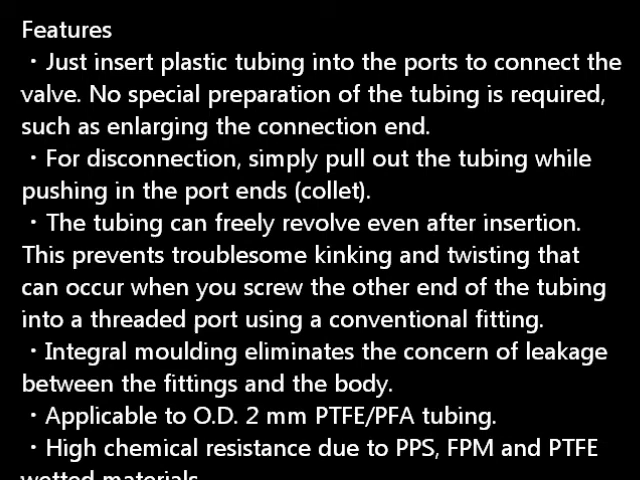 Features
・Just insert plastic tubing into the ports to connect the
valve. No special preparation of the tubing is required,
such as enlarging the connection end.
・For disconnection, simply pull out the tubing while
pushing in the port ends (collet).
・The tubing can freely revolve even after insertion.
This prevents troublesome kinking and twisting that
can occur when you screw the other end of the tubing
into a threaded port using a conventional fitting.
・Integral moulding eliminates the concern of leakage
between the fittings and the body.
・Applicable to O.D. 2 mm PTFE/PFA tubing.
・High chemical resistance due to PPS, FPM and PTFE
wetted materials